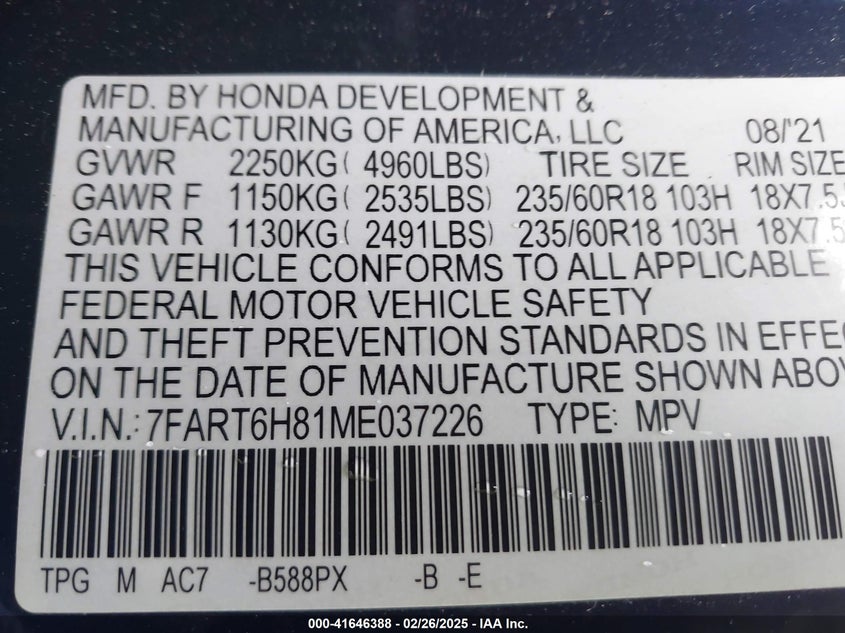 MFD. BY HONDA DEVELOPMENT &
MANUFACTURING OF AMERICA, LLC 08/'21
GVWR 2250KG( 4960LBS) TIRE SIZE RIM SIZE
GAWR F 1150KG( 2535LBS) 235/60R18 103H 18X7.5J
GAWR R 1130KG( 2491LBS) 235/60R18 103H 18X7.5
THIS VEHICLE CONFORMS TO ALL APPLICABLE
FEDERAL MOTOR VEHICLE SAFETY
AND THEFT PREVENTION STANDARDS IN EFFEC
ON THE DATE OF MANUFACTURE SHOWN ABOV
V.I.N.: 7FART6H81ME037226 TYPE: MPV
TPG M AC7 -B588PX -B -E
000-41646388 - 02/26/2025 - IAA Inc.